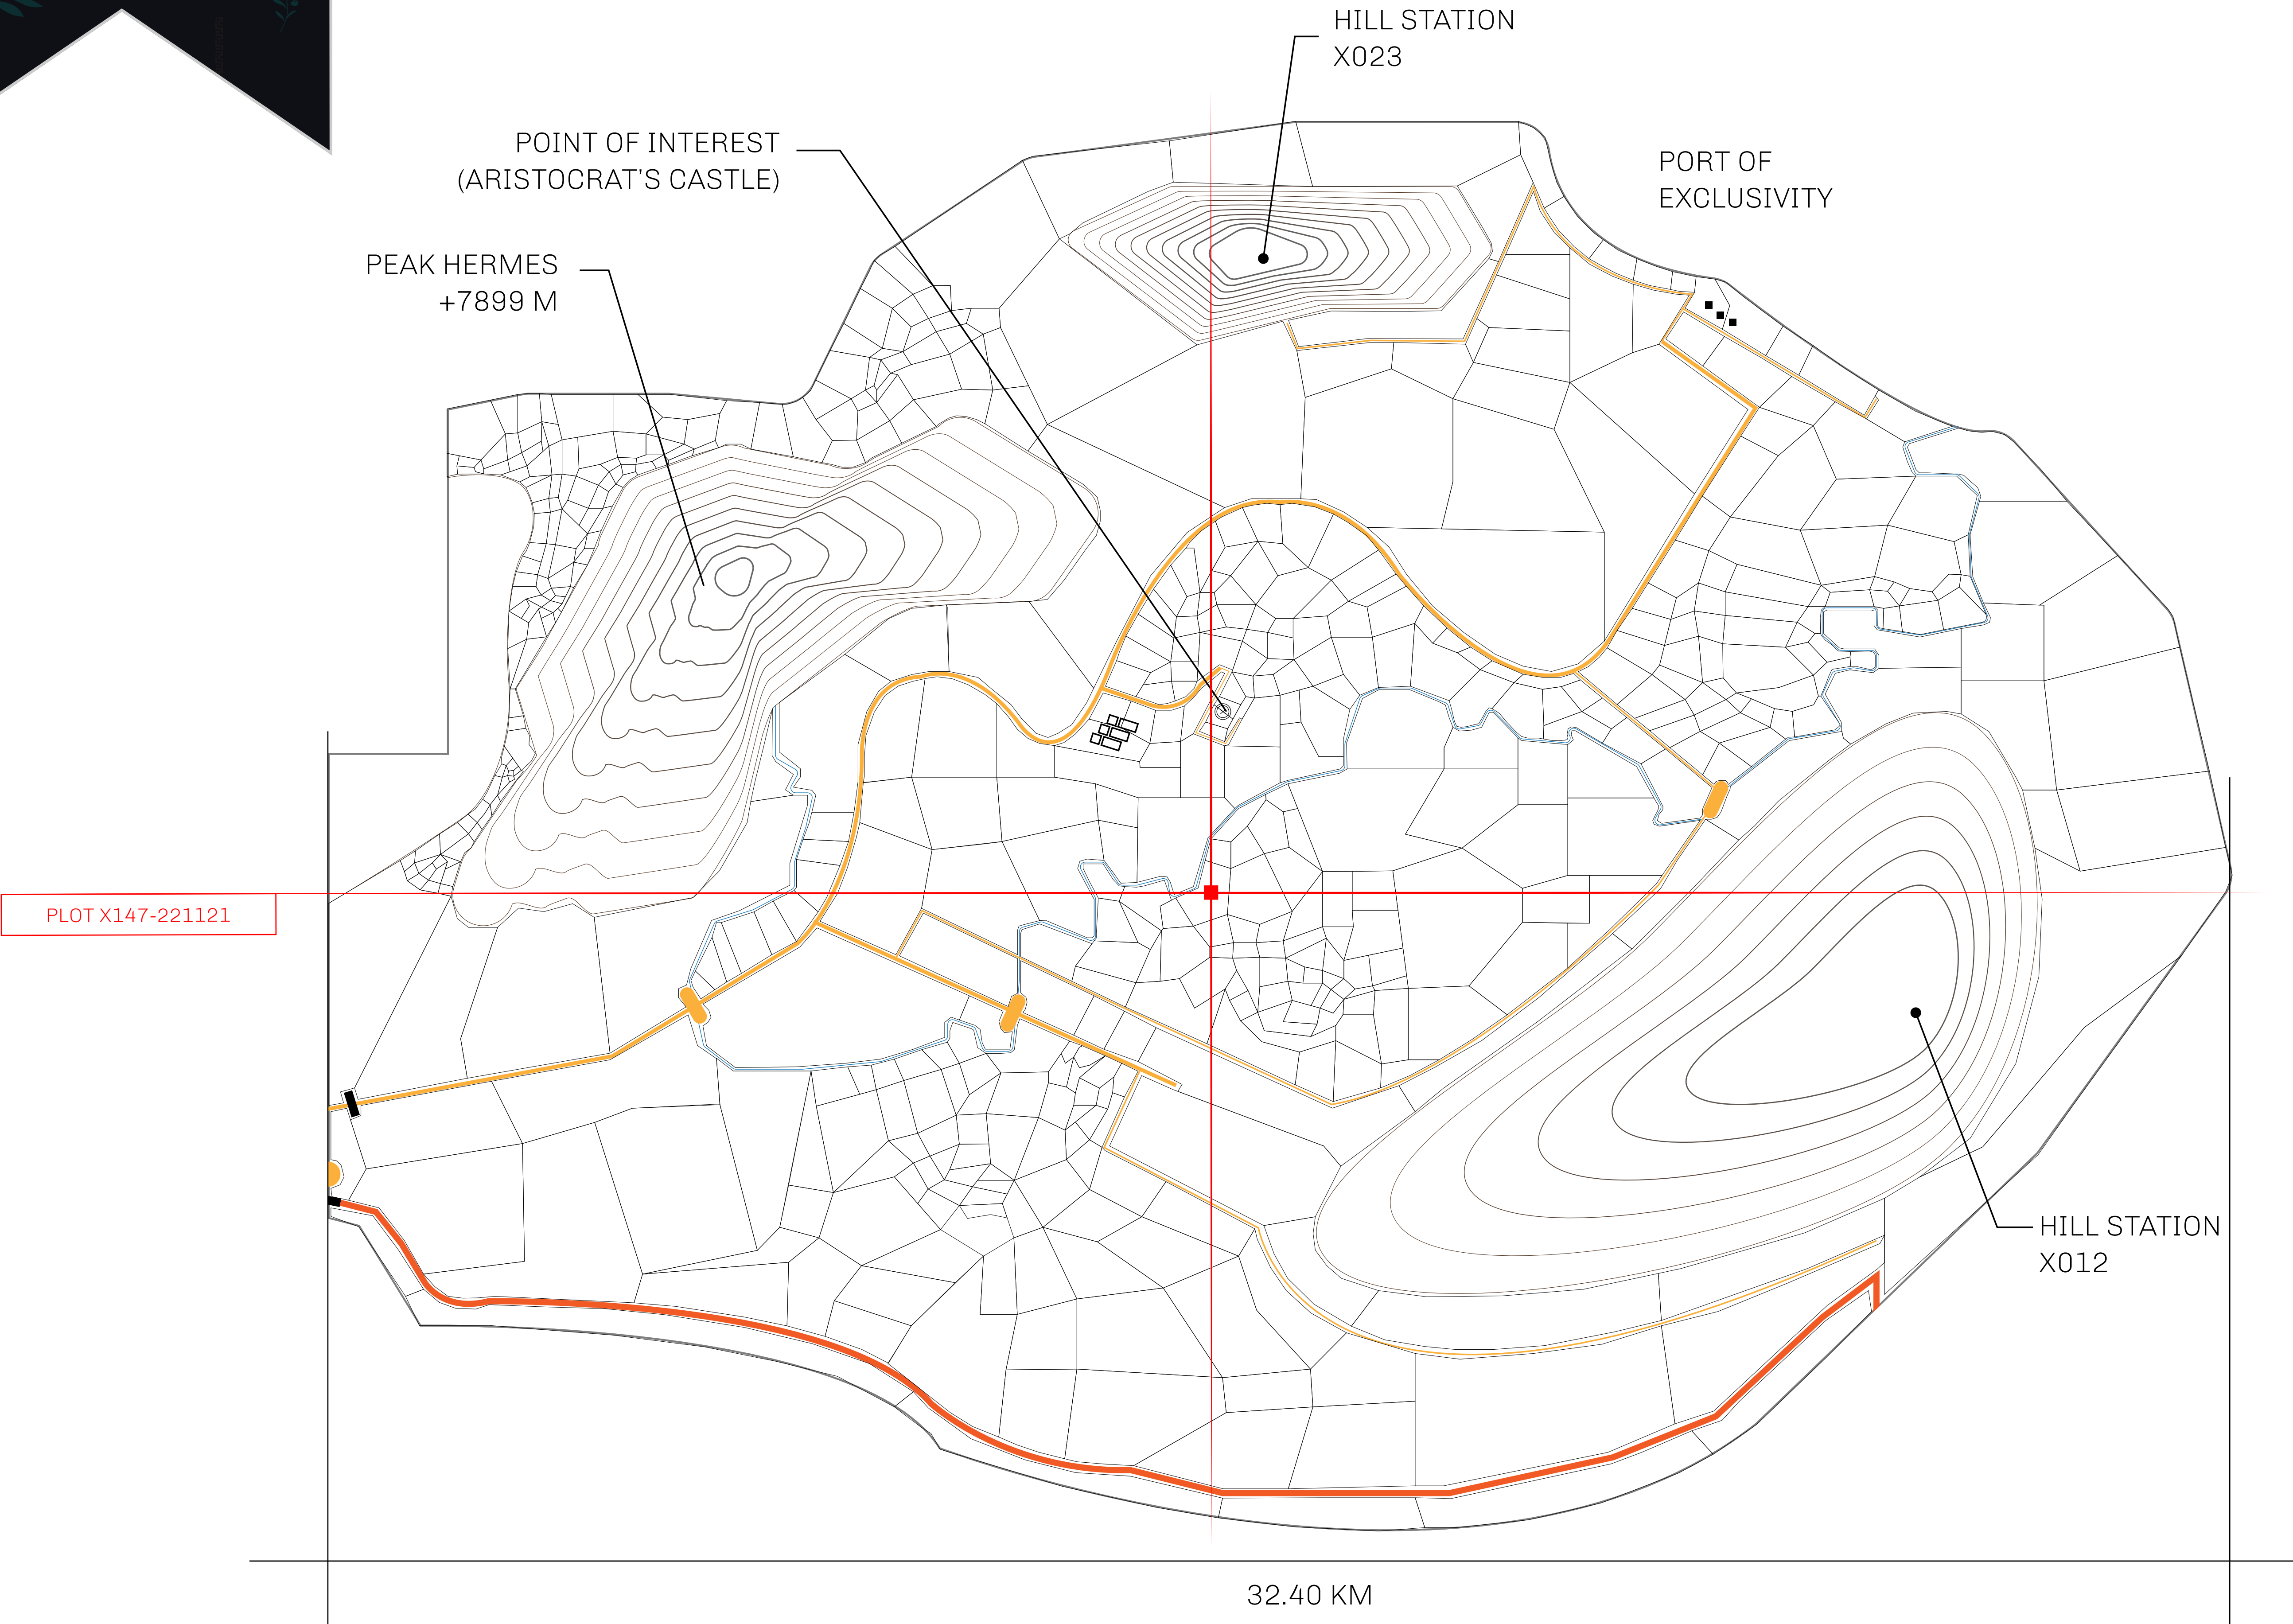 HILL STATION
X023
POINT OF INTEREST
(ARISTOCRAT'S CASTLE)
PORT OF
EXCLUSIVITY
PEAK HERMES
+7899 M
PLOT X147-221121
HILL STATION
X012
32.40 KM